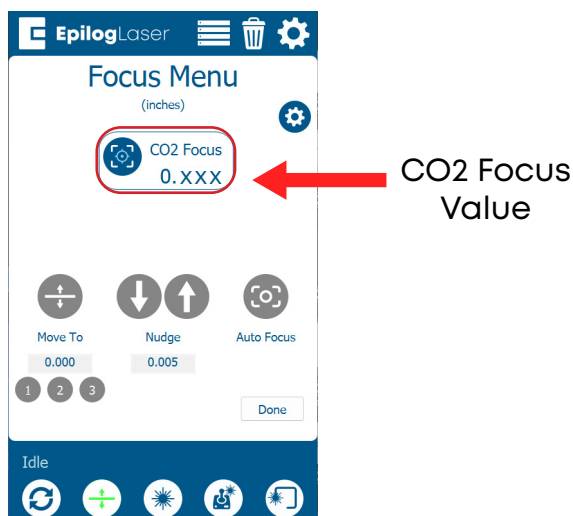 EpilogLaser
Focus Menu
(inches)
CO2 Focus
0.xxx
CO2 Focus
Value
Move To
Nudge
Auto Focus
0.000
0.005
1 2 3
Done
Idle